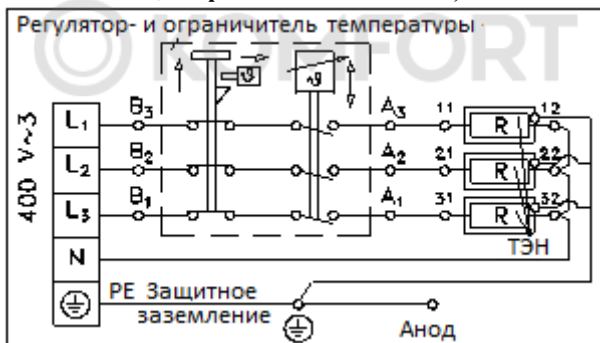 Регулятор- и ограничитель температуры
KOMFORT
400 V~3
L₁ B₃ A₃ 11 R 12
L₂ B₂ A₂ 21 R 22
L₃ B₁ A₁ 31 R 32
ϑ ϑ
N
ТЭН
PE Защитное
заземление
Анод